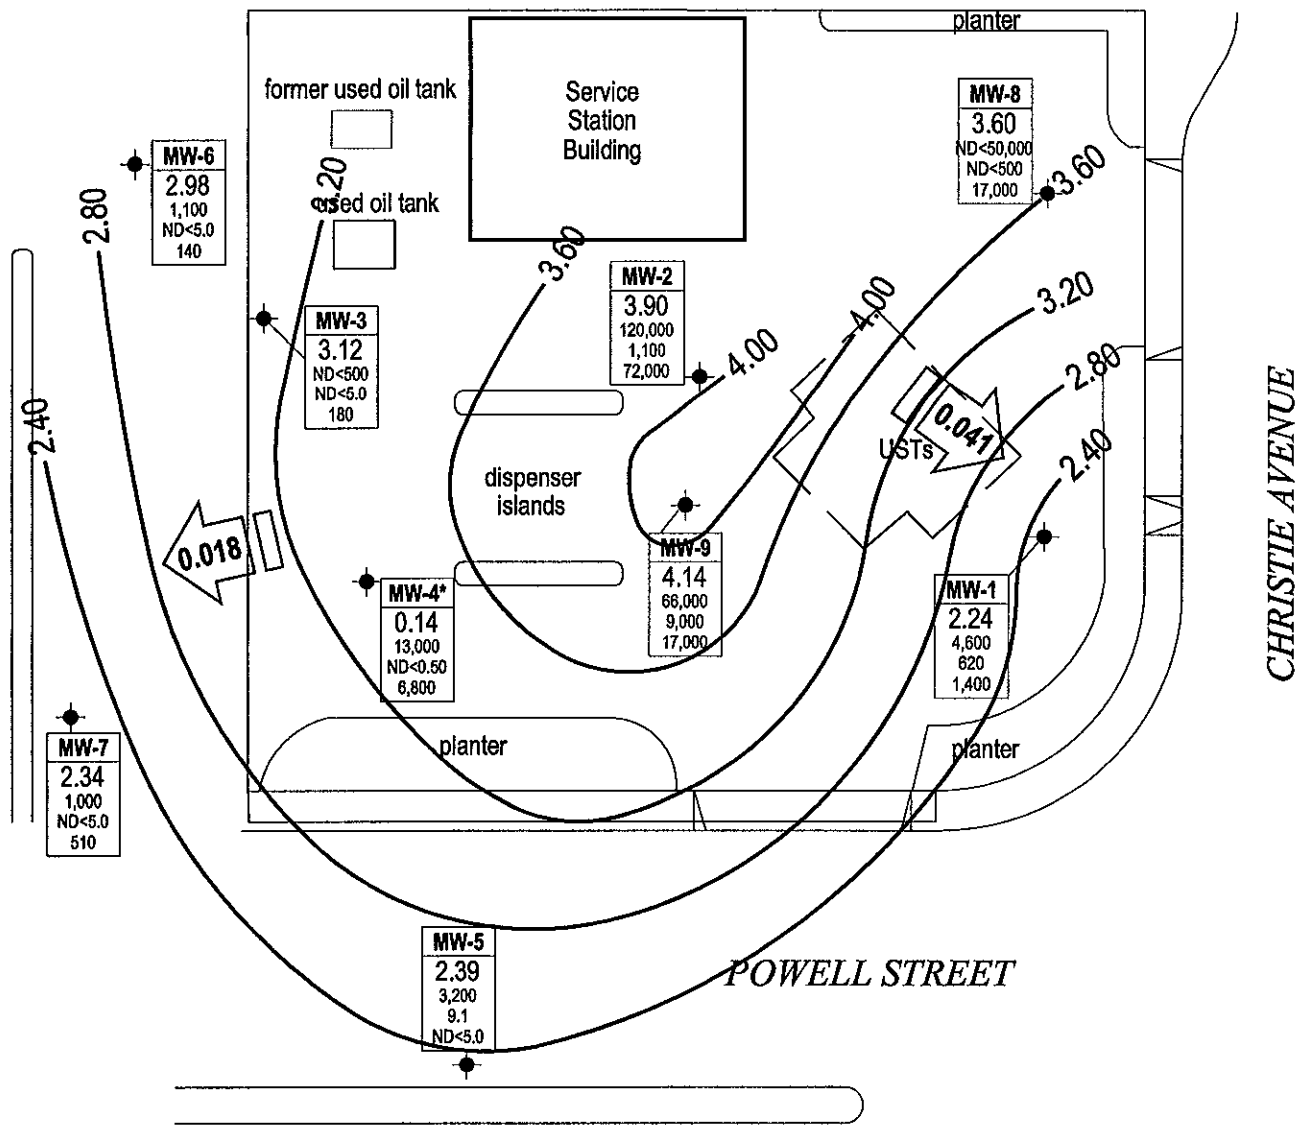 planter
former used oil tank
Service
Station
Building
MW-8
3.60
ND<50,000
ND<500
17,000
3.60
MW-6
2.98
1,100
ND<5.0
140
2.80
3.20
used oil tank
3.60
MW-2
3.90
120,000
1,100
72,000
4.00
4.00
3.20
MW-3
3.12
ND<500
ND<5.0
180
2.80
2.40
0.041
USTs
2.40
dispenser
islands
CHRISTIE AVENUE
0.018
MW-9
4.14
66,000
9,000
17,000
MW-4*
0.14
13,000
ND<0.50
6,800
MW-1
2.24
4,600
620
1,400
planter
planter
MW-7
2.34
1,000
ND<5.0
510
MW-5
2.39
3,200
9.1
ND<5.0
POWELL STREET